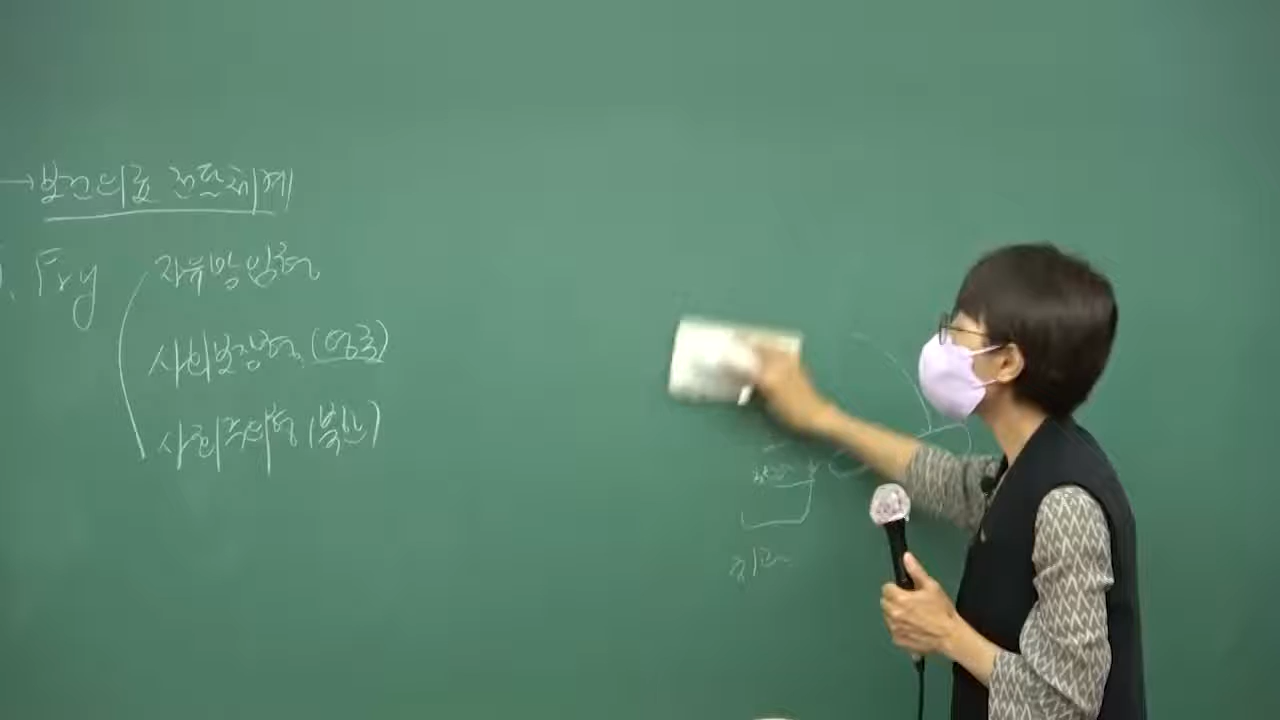 →보건의료 전달체계
1. Fry
자유방임형
사회보장형 (영국)
사회주의형 (북한)